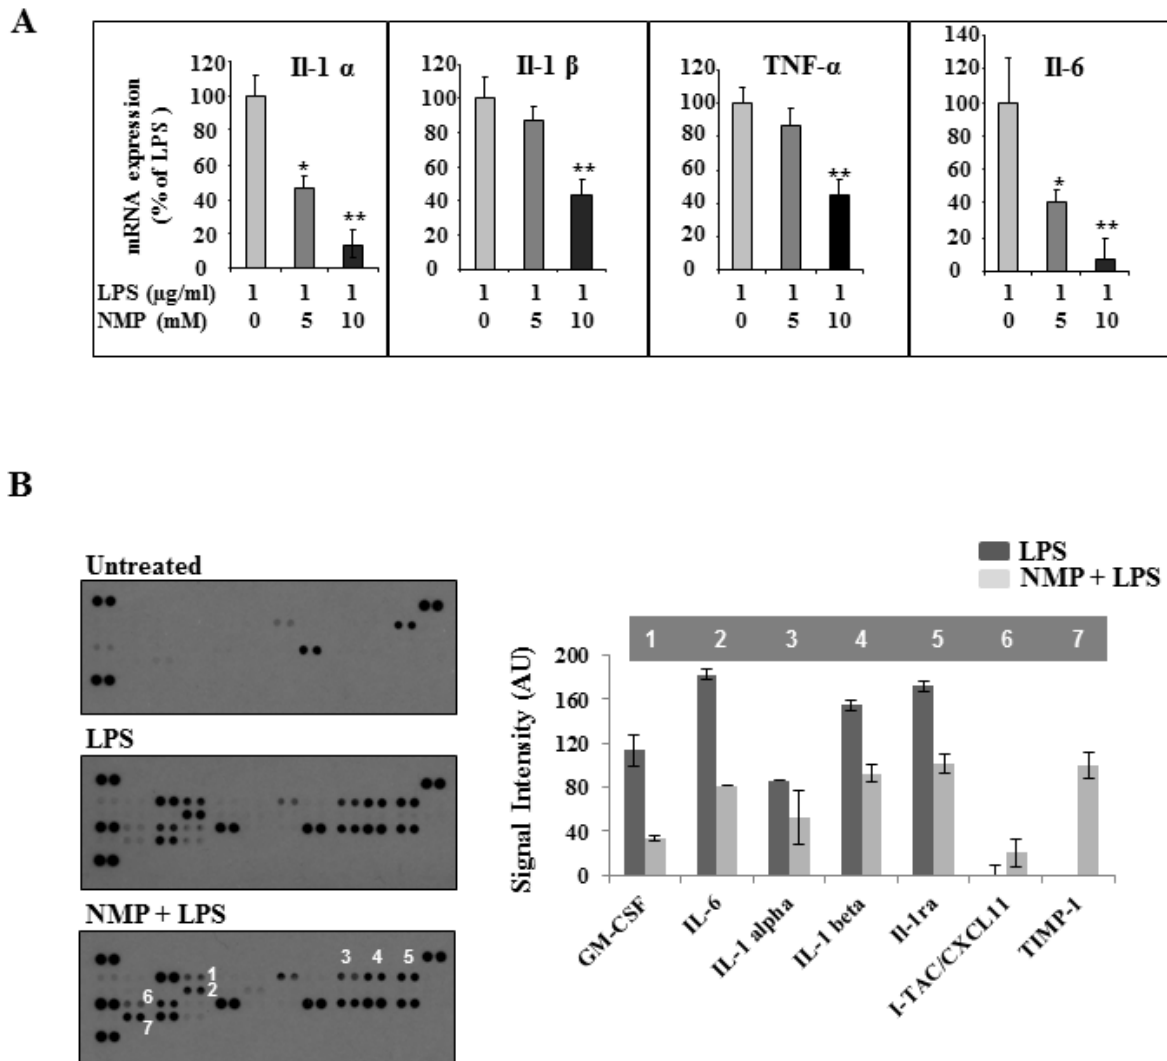 A
Il-1 α
Il-1 β
TNF-α
Il-6
mRNA expression
(% of LPS )
120
100
80
60
40
20
0
120
100
80
60
40
20
0
120
100
80
60
40
20
0
140
120
100
80
60
40
20
0
*
**
**
**
*
**
LPS (µg/ml) 1 1 1 1 1 1 1 1 1 1 1 1
NMP (mM) 0 5 10 0 5 10 0 5 10 0 5 10
B
Untreated
LPS
NMP + LPS
1
2
3 4 5
6
7
LPS
NMP + LPS
1 2 3 4 5 6 7
Signal Intensity (AU)
200
160
120
80
40
0
GM-CSF
IL-6
IL-1 alpha
IL-1 beta
Il-1ra
I-TAC/CXCL11
TIMP-1